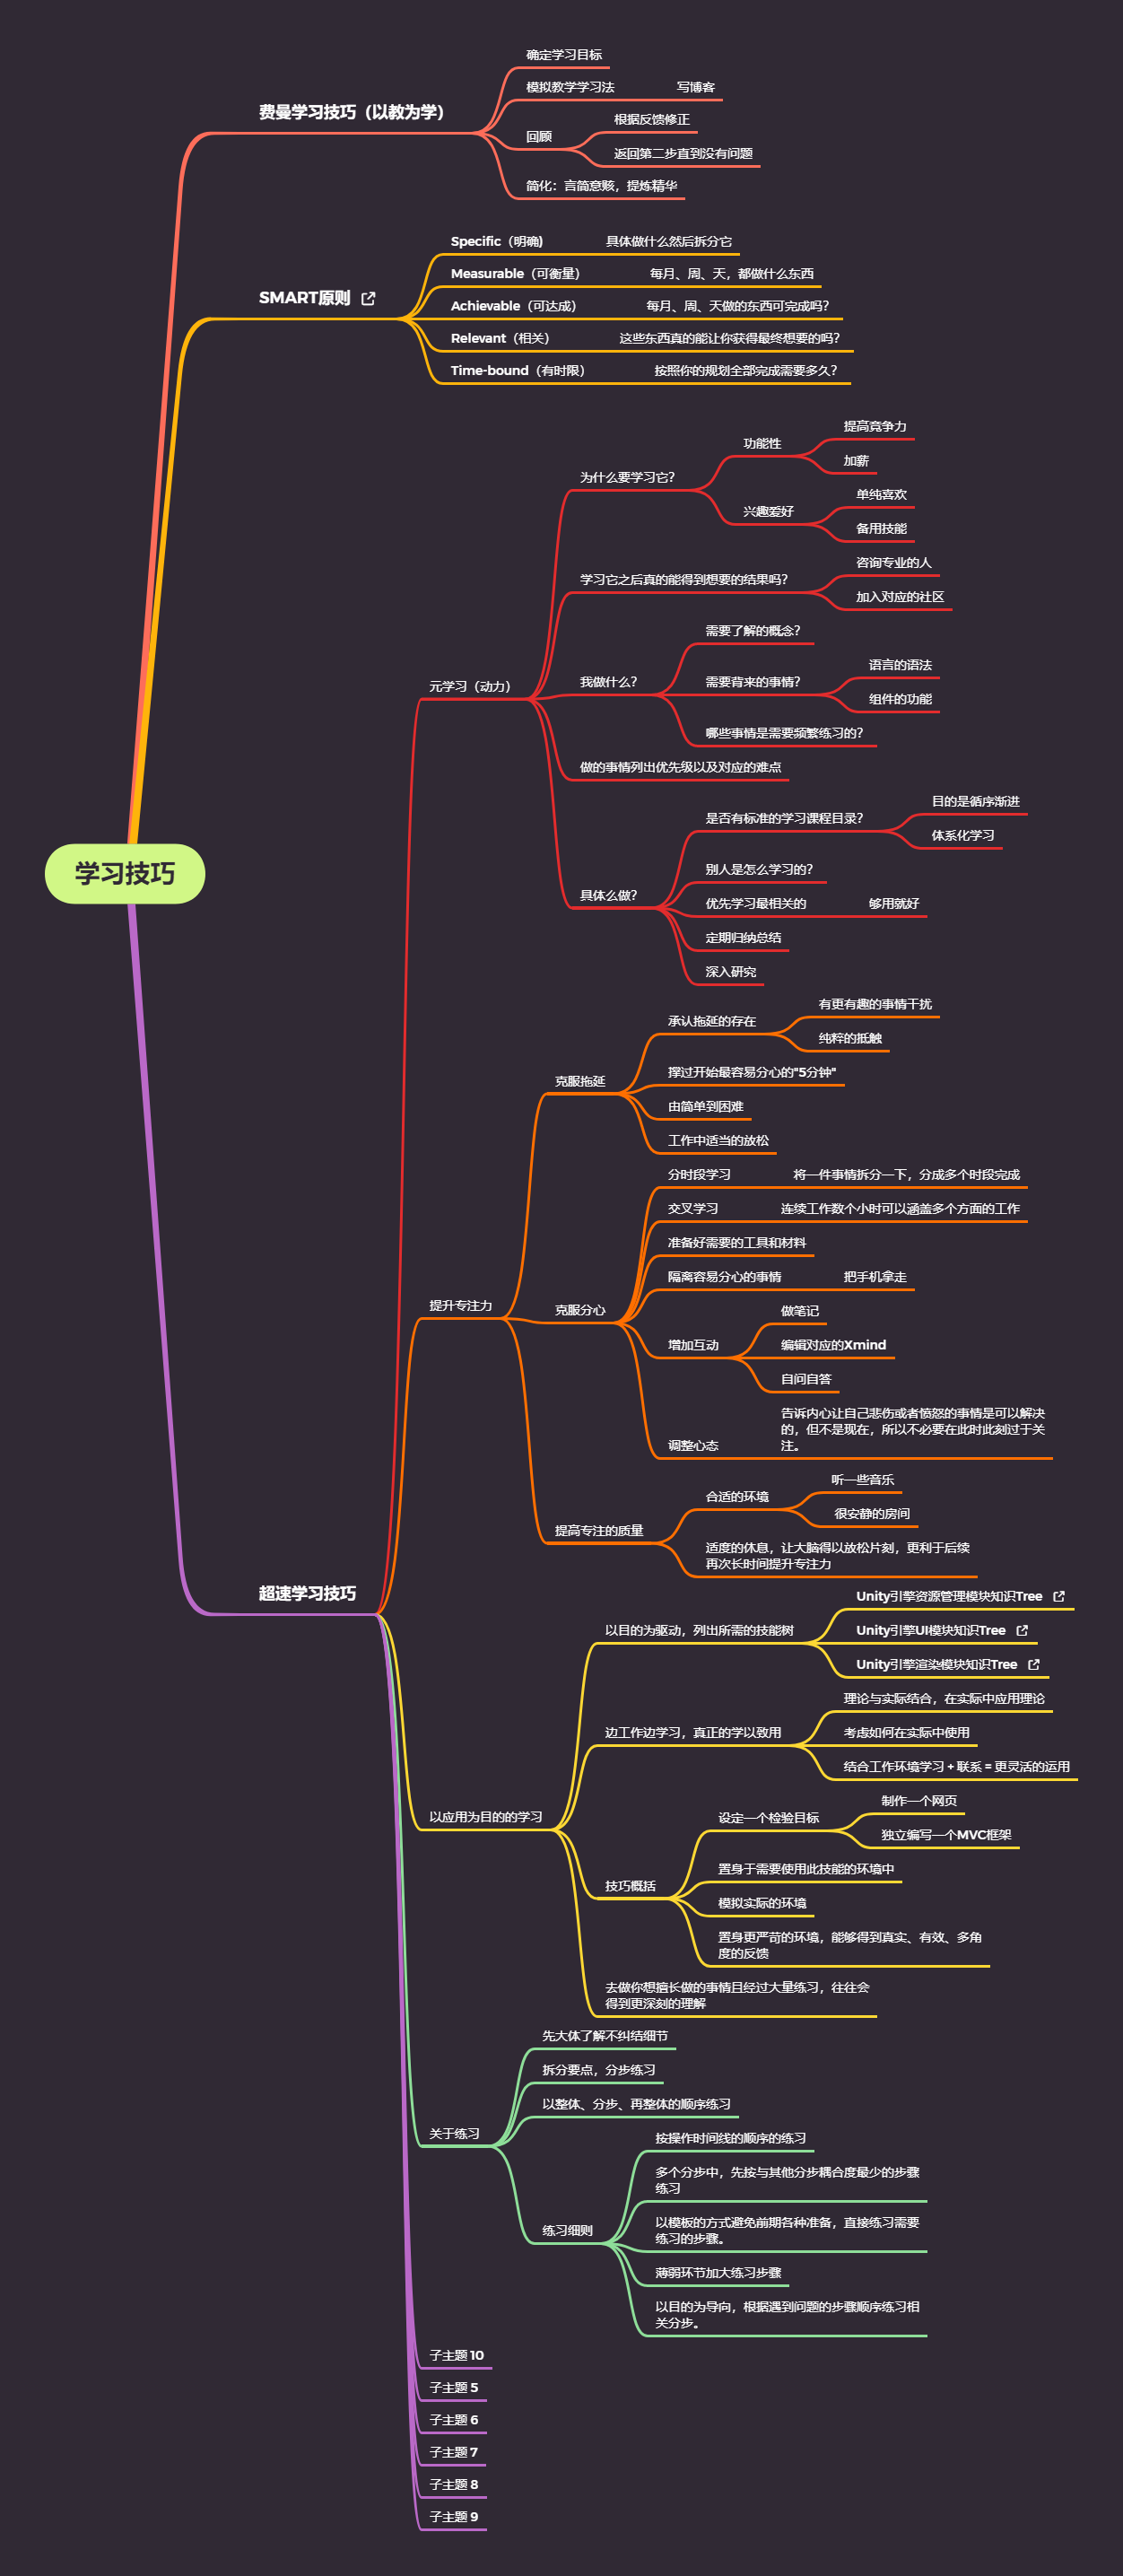 确定学习目标
模拟教学学习法
写博客
费曼学习技巧（以教为学）
根据反馈修正
回顾
返回第二步直到没有问题
简化：言简意赅，提炼精华
Specific（明确）
具体做什么然后拆分它
Measurable（可衡量）
每月、周、天，都做什么东西
SMART原则
Achievable（可达成）
每月、周、天做的东西可完成吗？
Relevant（相关）
这些东西真的能让你获得最终想要的吗？
Time-bound（有时限）
按照你的规划全部完成需要多久？
提高竞争力
功能性
加薪
为什么要学习它？
单纯喜欢
兴趣爱好
备用技能
咨询专业的人
学习它之后真的能得到想要的结果吗？
加入对应的社区
需要了解的概念？
语言的语法
元学习（动力）
我做什么？
需要背来的事情？
组件的功能
哪些事情是需要频繁练习的？
做的事情列出优先级以及对应的难点
目的是循序渐进
是否有标准的学习课程目录？
体系化学习
学习技巧
别人是怎么学习的？
具体么做？
优先学习最相关的
够用就好
定期归纳总结
深入研究
有更有趣的事情干扰
承认拖延的存在
纯粹的抵触
克服拖延
撑过开始最容易分心的"5分钟"
由简单到困难
工作中适当的放松
分时段学习
将一件事情拆分一下，分成多个时段完成
交叉学习
连续工作数个小时可以涵盖多个方面的工作
准备好需要的工具和材料
隔离容易分心的事情
把手机拿走
提升专注力
克服分心
做笔记
增加互动
编辑对应的Xmind
自问自答
告诉内心让自己悲伤或者愤怒的事情是可以解决
的，但不是现在，所以不必要在此时此刻过于关
注。
调整心态
听一些音乐
合适的环境
很安静的房间
提高专注的质量
适度的休息，让大脑得以放松片刻，更利于后续
再次长时间提升专注力
超速学习技巧
Unity引擎资源管理模块知识Tree
以目的为驱动，列出所需的技能树
Unity引擎UI模块知识Tree
Unity引擎渲染模块知识Tree
理论与实际结合，在实际中应用理论
边工作边学习，真正的学以致用
考虑如何在实际中使用
结合工作环境学习 + 联系 = 更灵活的运用
以应用为目的的学习
制作一个网页
设定一个检验目标
独立编写一个MVC框架
技巧概括
置身于需要使用此技能的环境中
模拟实际的环境
置身更严苛的环境，能够得到真实、有效、多角
度的反馈
去做你想擅长做的事情且经过大量练习，往往会
得到更深刻的理解
先大体了解不纠结细节
拆分要点，分步练习
以整体、分步、再整体的顺序练习
关于练习
按操作时间线的顺序的练习
多个分步中，先按与其他分步耦合度最少的步骤
练习
练习细则
以模板的方式避免前期各种准备，直接练习需要
练习的步骤。
薄弱环节加大练习步骤
以目的为导向，根据遇到问题的步骤顺序练习相
关分步。
子主题 10
子主题 5
子主题 6
子主题 7
子主题 8
子主题 9